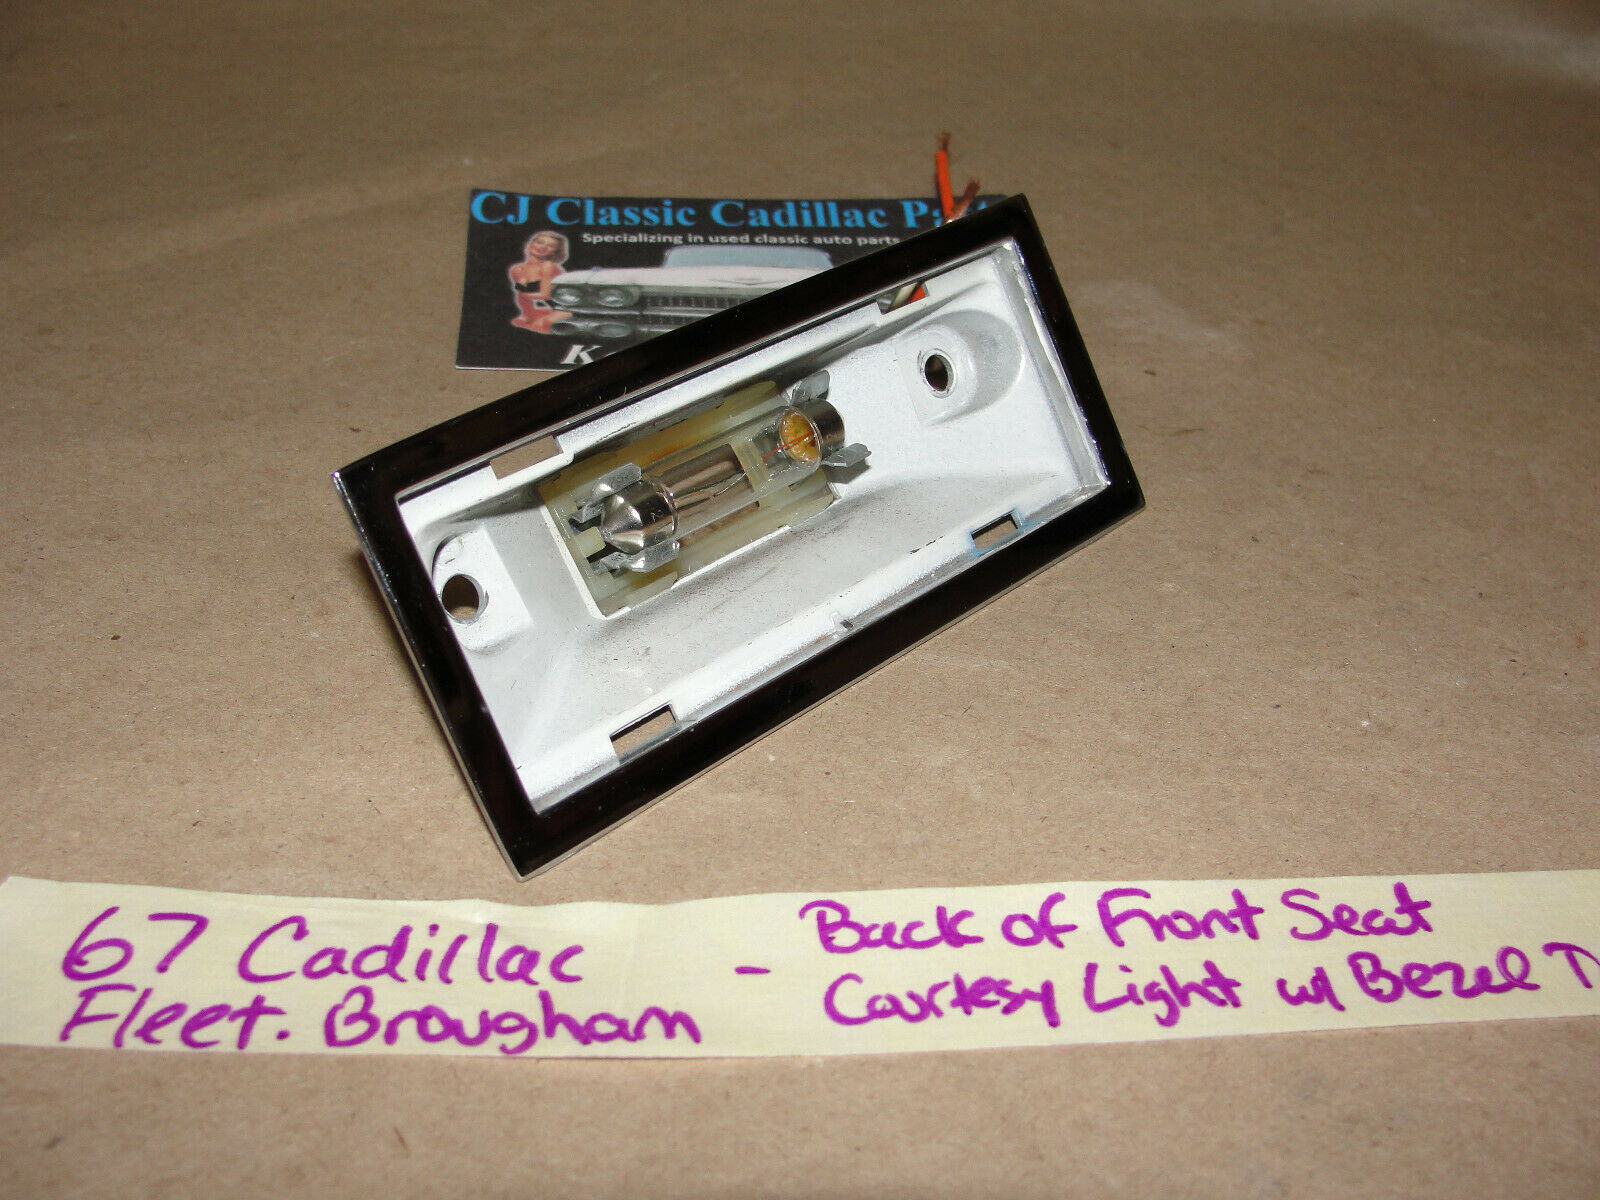 CJ Classic Cadillac Parts
Specializing in used classic auto parts
67 Cadillac
Fleet. Brougham
- Back of Front Seat
Courtesy Light w/ Bezel